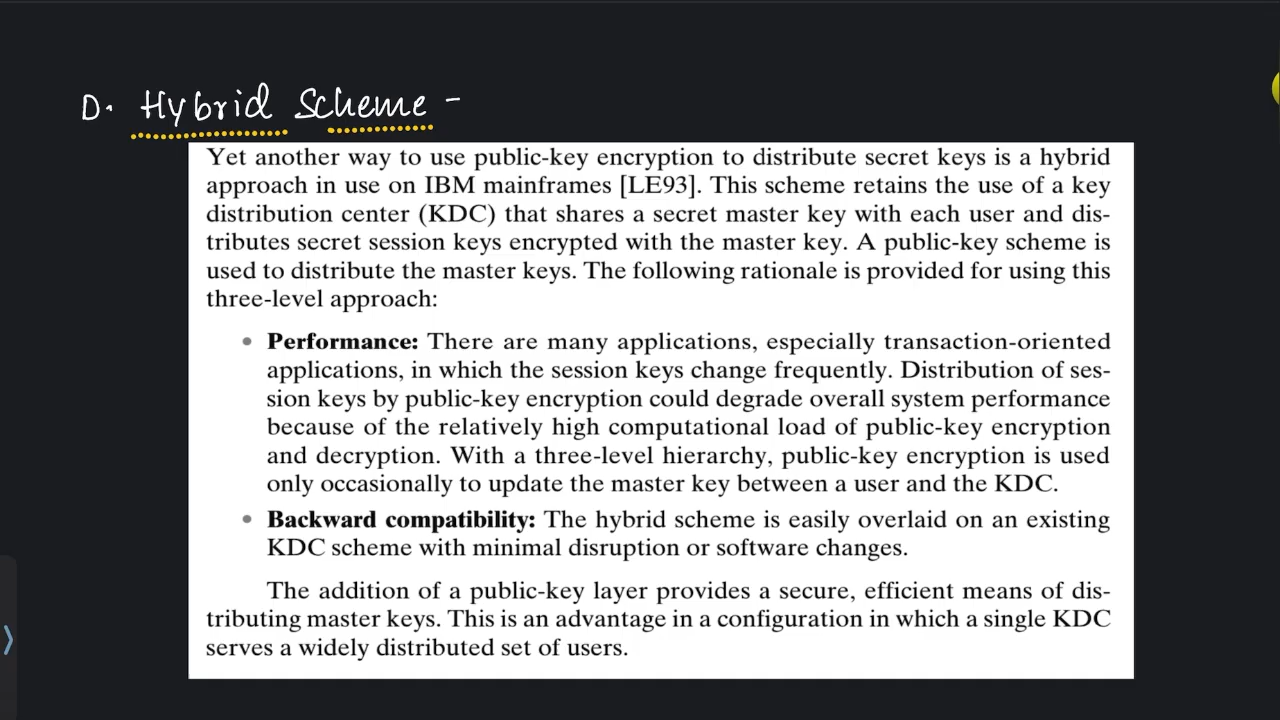 D. Hybrid Scheme -
Yet another way to use public-key encryption to distribute secret keys is a hybrid
approach in use on IBM mainframes [LE93]. This scheme retains the use of a key
distribution center (KDC) that shares a secret master key with each user and dis-
tributes secret session keys encrypted with the master key. A public-key scheme is
used to distribute the master keys. The following rationale is provided for using this
three-level approach:
• Performance: There are many applications, especially transaction-oriented
applications, in which the session keys change frequently. Distribution of ses-
sion keys by public-key encryption could degrade overall system performance
because of the relatively high computational load of public-key encryption
and decryption. With a three-level hierarchy, public-key encryption is used
only occasionally to update the master key between a user and the KDC.
• Backward compatibility: The hybrid scheme is easily overlaid on an existing
KDC scheme with minimal disruption or software changes.
The addition of a public-key layer provides a secure, efficient means of dis-
tributing master keys. This is an advantage in a configuration in which a single KDC
serves a widely distributed set of users.